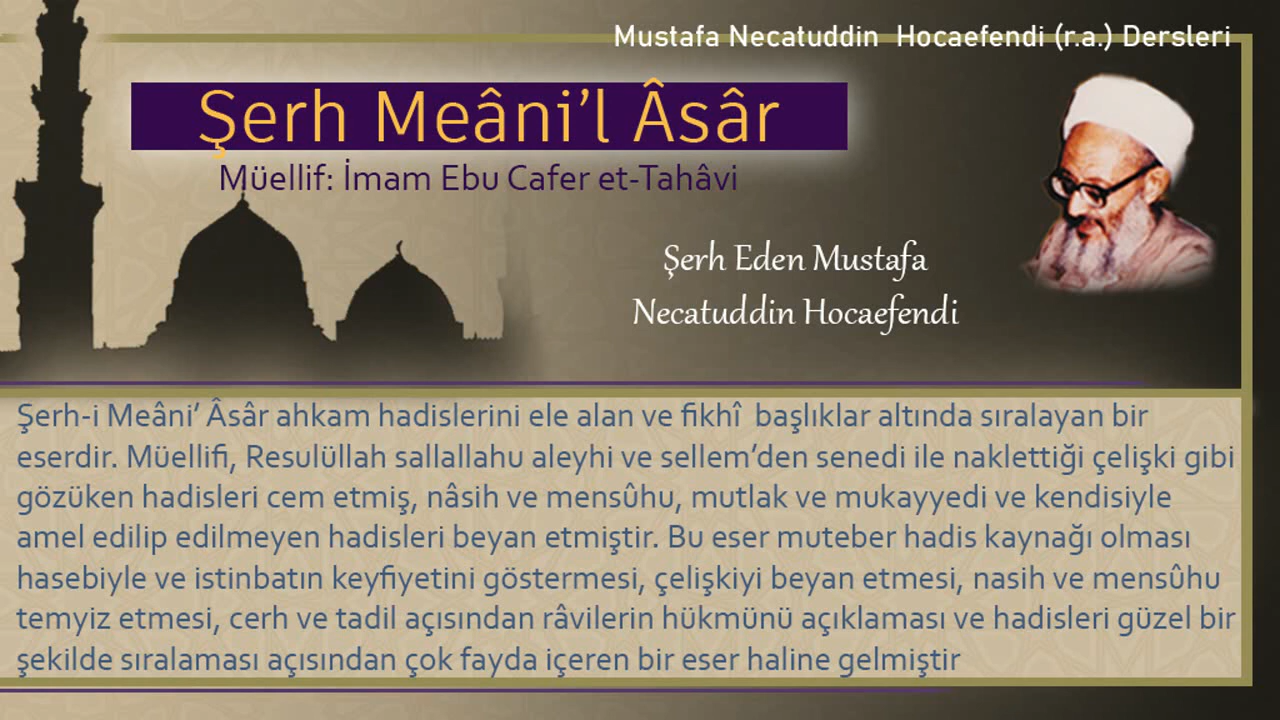 Mustafa Necatuddin Hocaefendi (r.a.) Dersleri
Şerh Meâni’l Âsâr
Müellif: İmam Ebu Cafer et-Tahâvi
Şerh Eden Mustafa
Necatuddin Hocaefendi
Şerh-i Meâni’ Âsâr ahkam hadislerini ele alan ve fikhî başlıklar altında sıralayan bir
eserdir. Müellifi, Resulüllah sallallahu aleyhi ve sellem’den senedi ile naklettiği çelişki gibi
gözüken hadisleri cem etmiş, nâsih ve mensûhu, mutlak ve mukayyedi ve kendisiyle
amel edilip edilmeyen hadisleri beyan etmiştir. Bu eser muteber hadis kaynağı olması
hasebiyle ve istinbatın keyfiyetini göstermesi, çelişkiyi beyan etmesi, nasih ve mensûhu
temyiz etmesi, cerh ve tadil açısından râvilerin hükmünü açıklaması ve hadisleri güzel bir
şekilde sıralaması açısından çok fayda içeren bir eser haline gelmiştir